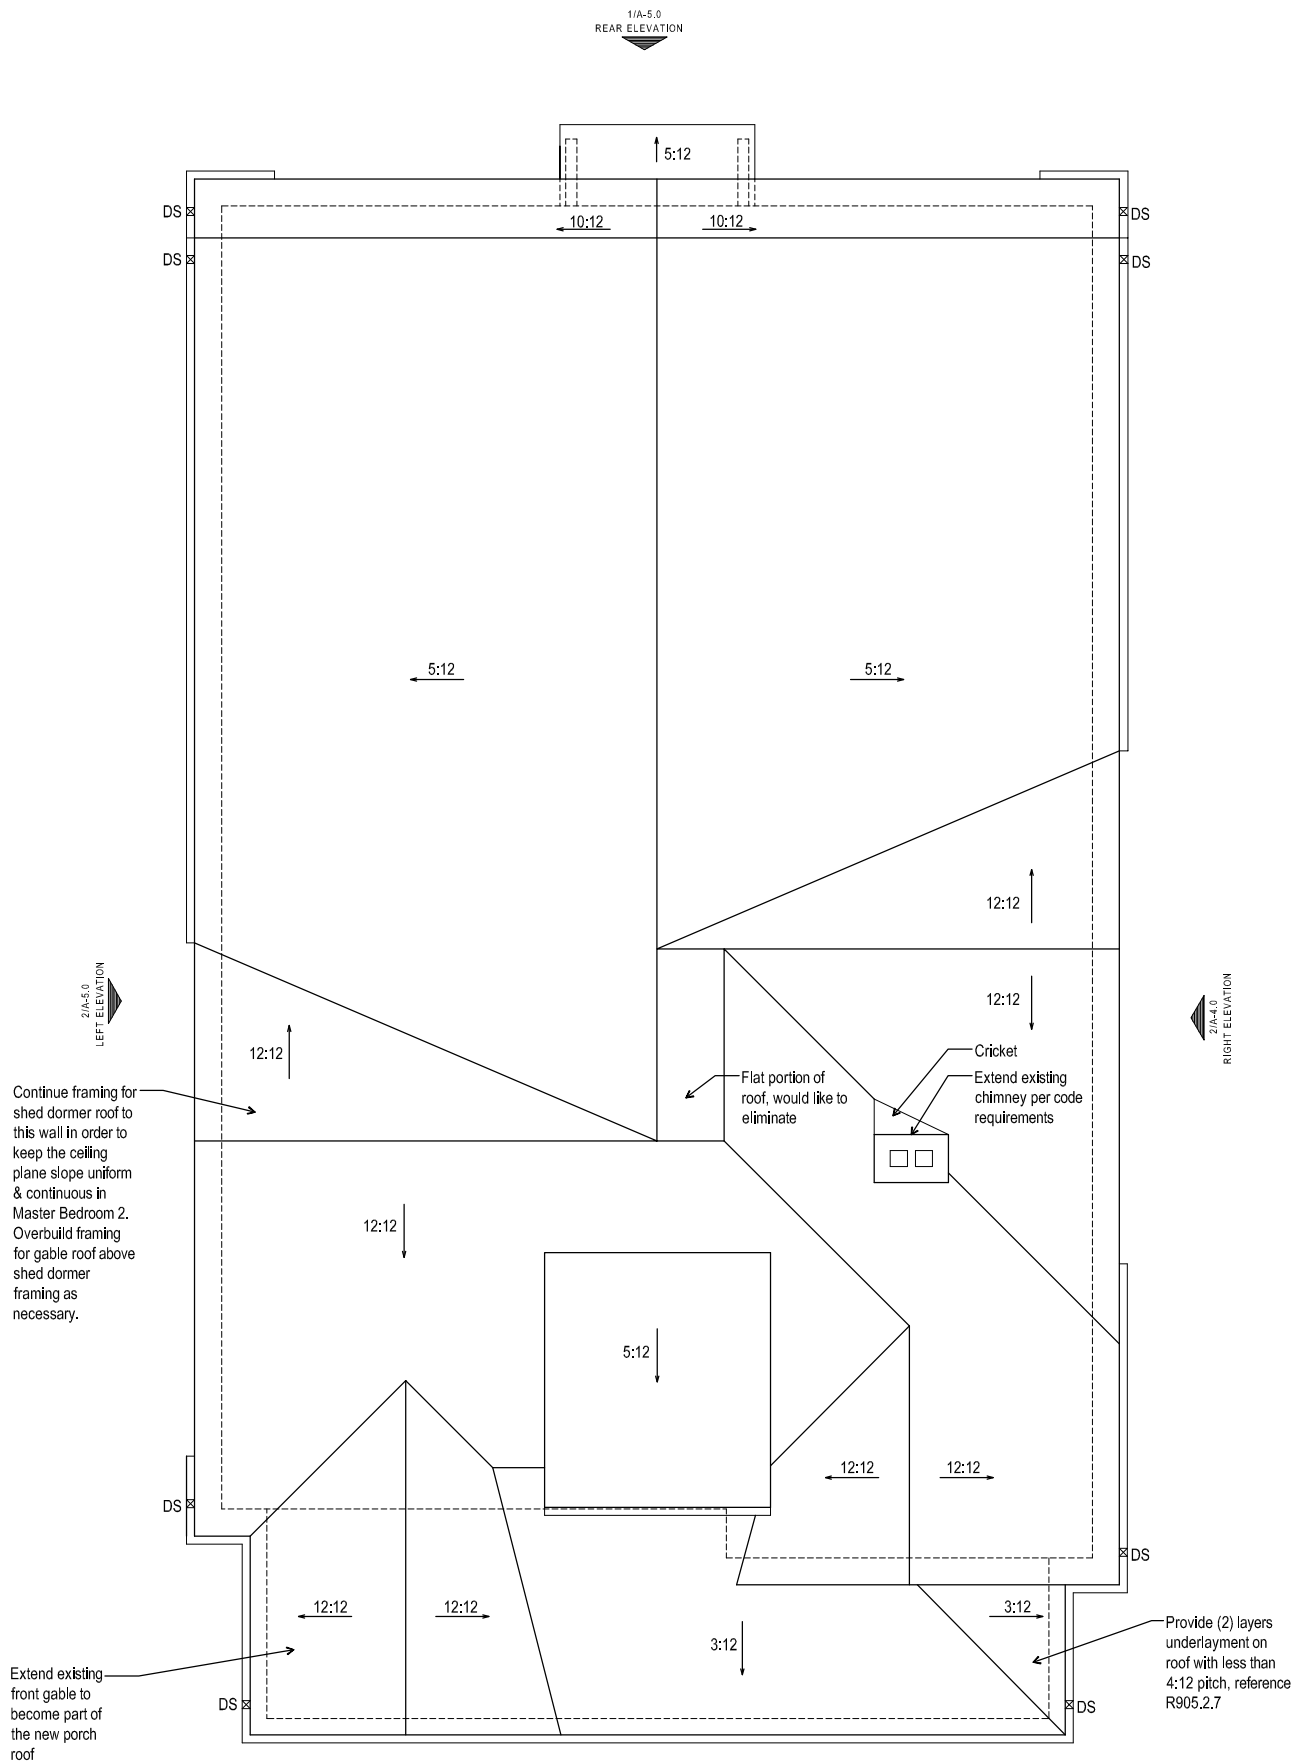 1/A-5.0
REAR ELEVATION
5:12
DS
DS
10:12
10:12
DS
DS
5:12
5:12
12:12
2/A-5.0
LEFT ELEVATION
12:12
2/A-4.0
RIGHT ELEVATION
12:12
Cricket
Continue framing for
shed dormer roof to
this wall in order to
keep the ceiling
plane slope uniform
& continuous in
Master Bedroom 2.
Overbuild framing
for gable roof above
shed dormer
framing as
necessary.
Flat portion of
roof, would like to
eliminate
Extend existing
chimney per code
requirements
12:12
5:12
12:12
12:12
DS
DS
12:12
12:12
3:12
3:12
Provide (2) layers
underlayment on
roof with less than
4:12 pitch, reference
R905.2.7
Extend existing
front gable to
become part of
the new porch
roof
DS
DS